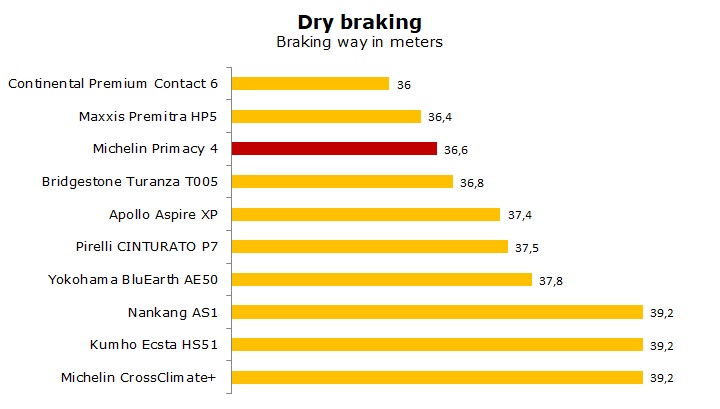 Dry braking
Braking way in meters
Continental Premium Contact 6 36
Maxxis Premitra HP5 36,4
Michelin Primacy 4 36,6
Bridgestone Turanza T005 36,8
Apollo Aspire XP 37,4
Pirelli CINTURATO P7 37,5
Yokohama BluEarth AE50 37,8
Nankang AS1 39,2
Kumho Ecsta HS51 39,2
Michelin CrossClimate+ 39,2